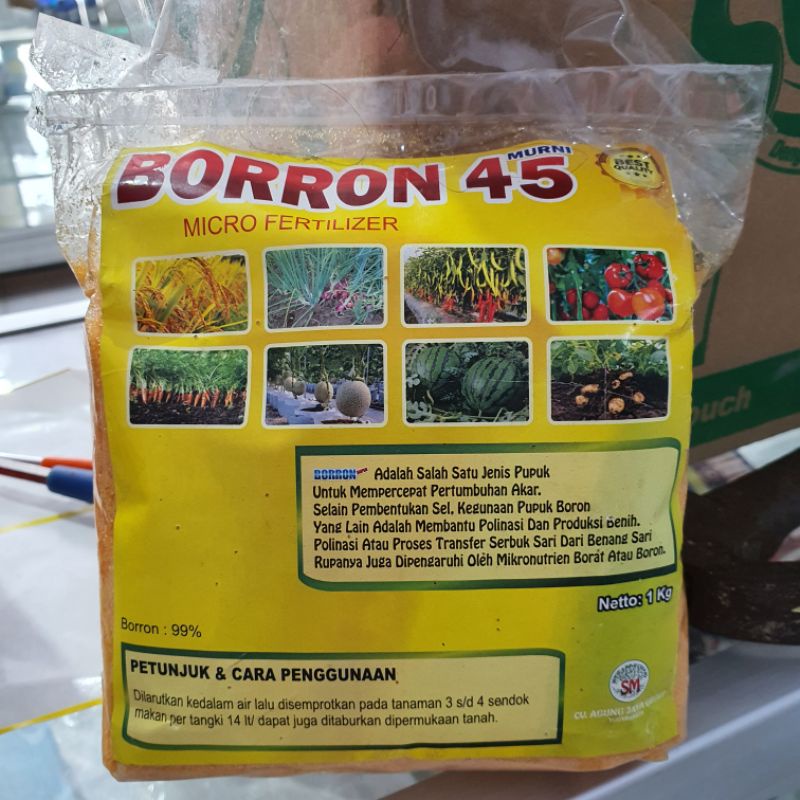 BORRON 45
MURNI
BEST
QUALITY
MICRO FERTILIZER
BORRON Adalah Salah Satu Jenis Pupuk
Untuk Mempercepat Pertumbuhan Akar.
Selain Pembentukan Sel, Kegunaan Pupuk Boron
Yang Lain Adalah Membantu Polinasi Dan Produksi Benih.
Polinasi Atau Proses Transfer Serbuk Sari Dari Benang Sari
Rupanya Juga Dipengaruhi Oleh Mikronutrien Borat Atau Boron.
Netto: 1 Kg
Borron : 99%
PETUNJUK & CARA PENGGUNAAN
Dilarutkan kedalam air lalu disemprotkan pada tanaman 3 s/d 4 sendok
makan per tangki 14 lt/ dapat juga ditaburkan dipermukaan tanah.
SM
CV. AGUNG JAYA
ouch